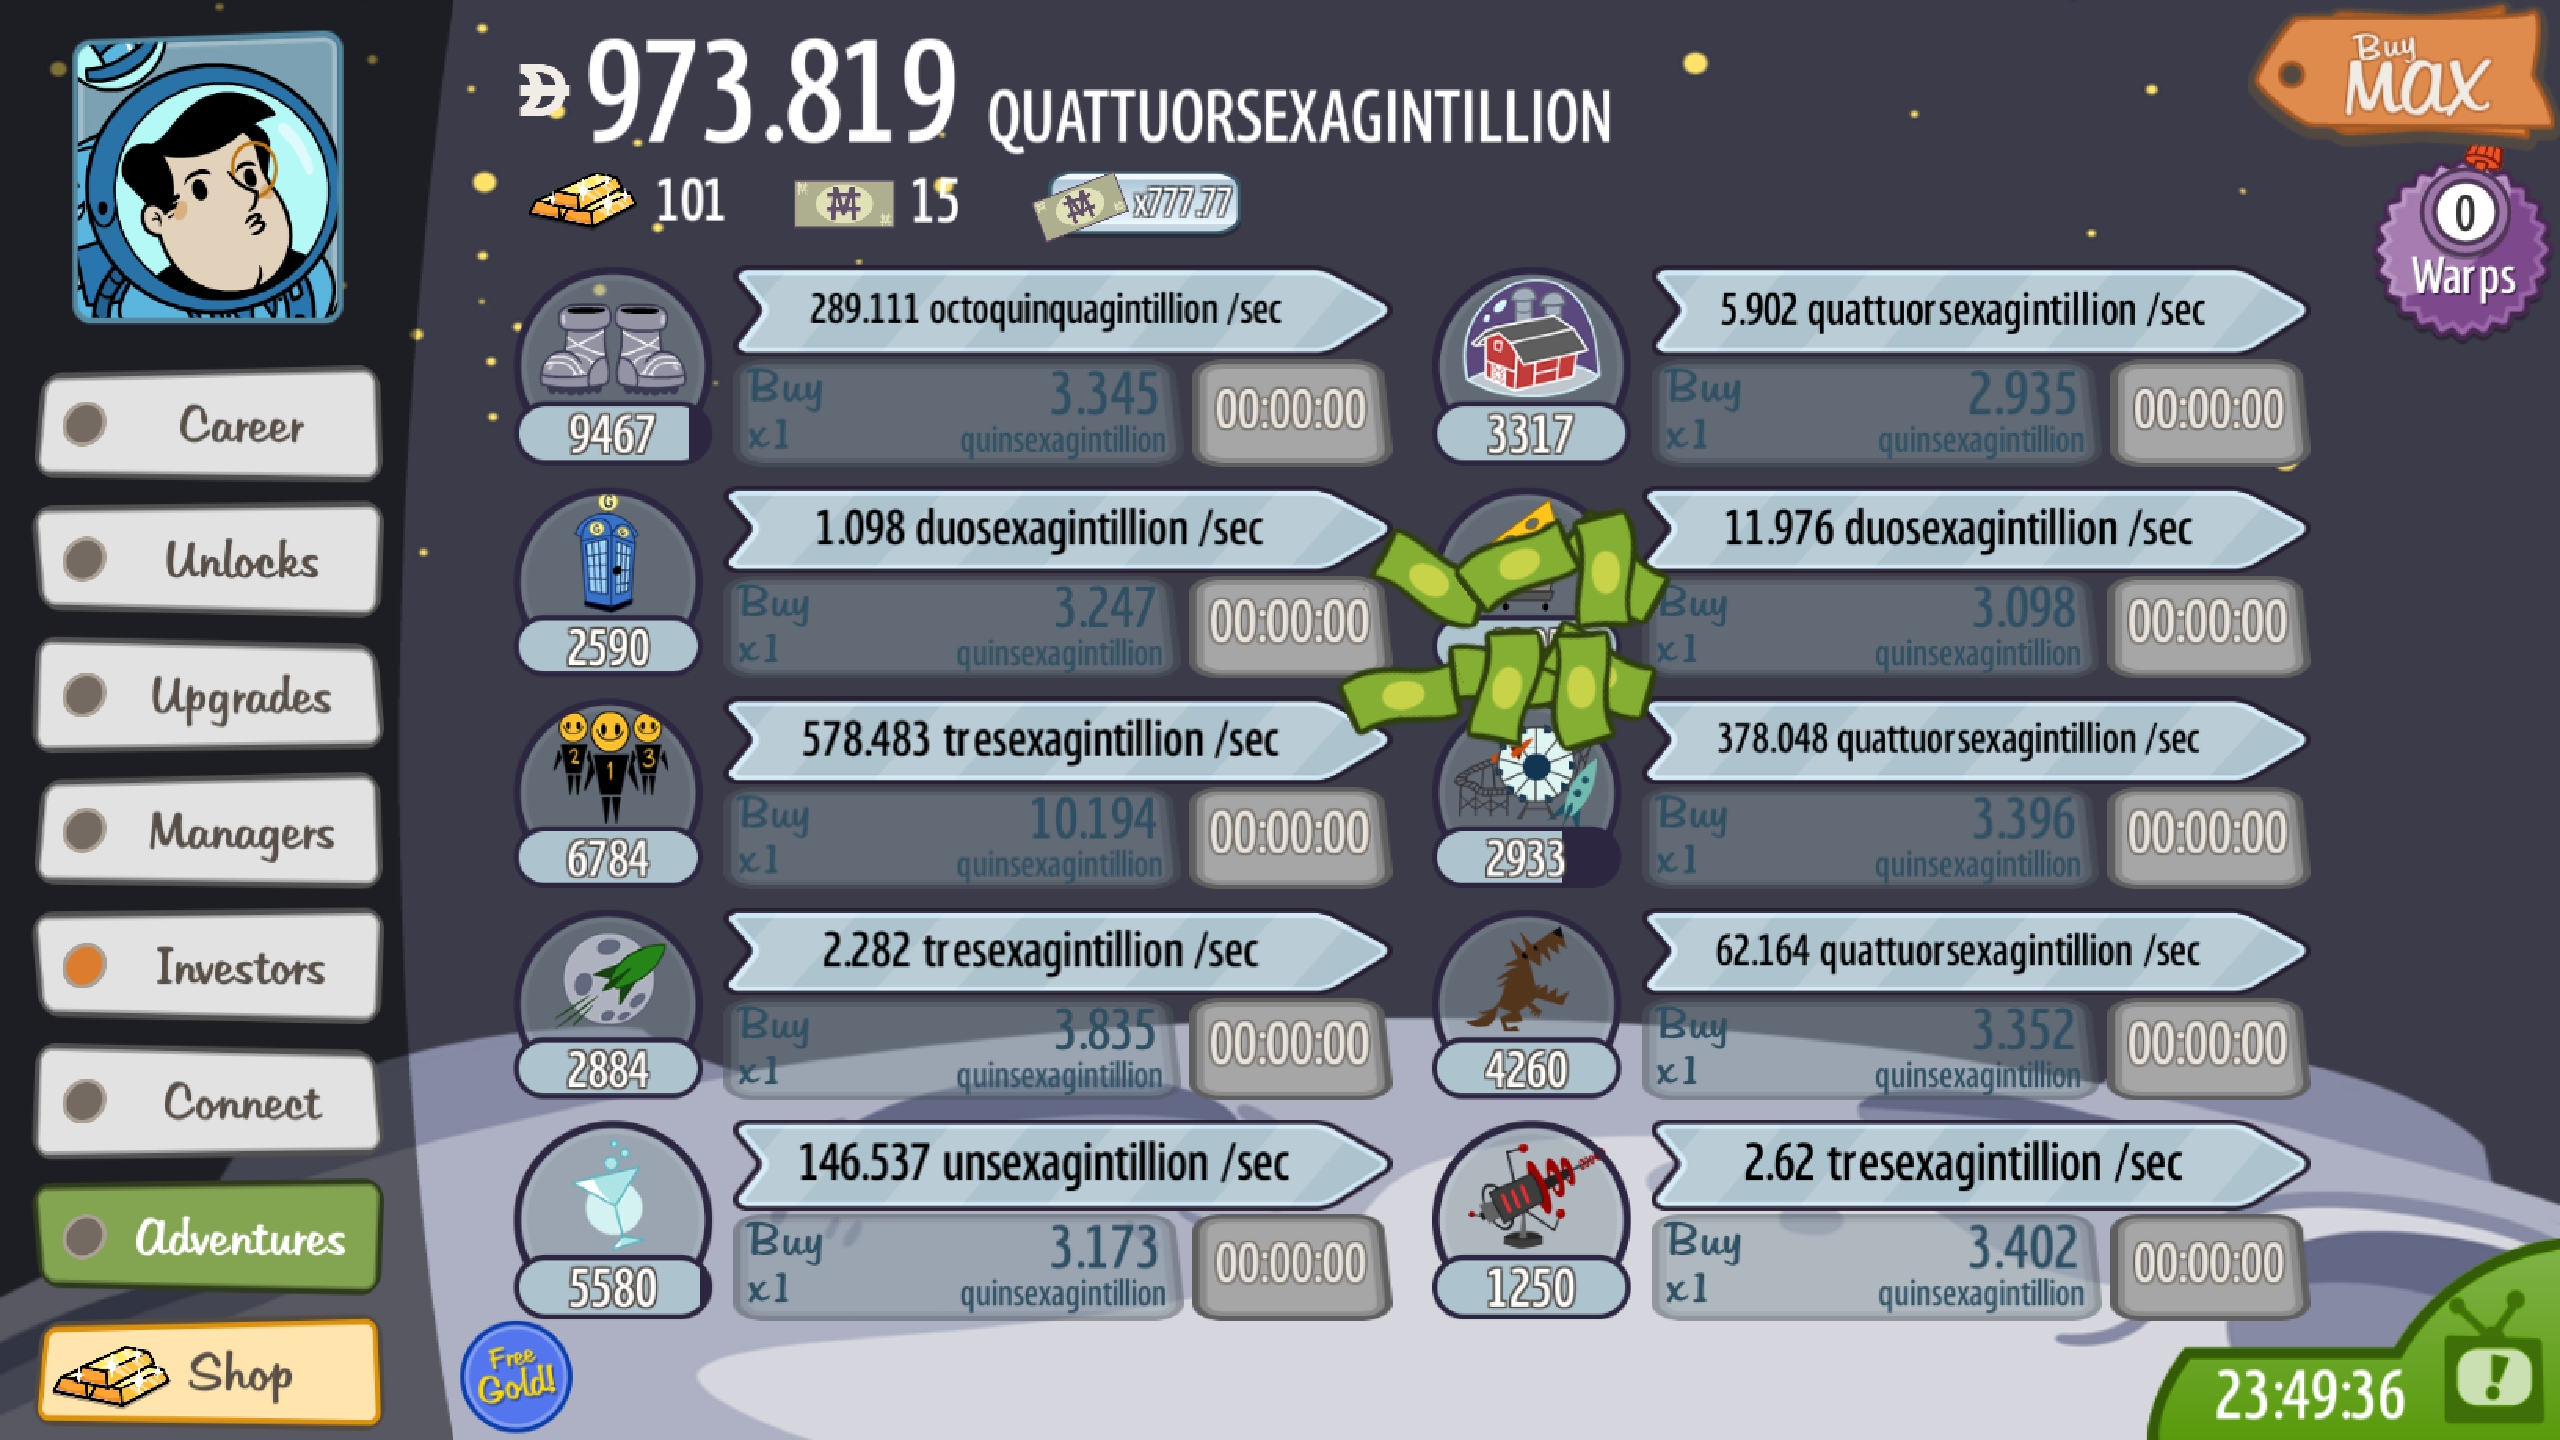 973.819 QUATTUORSEXAGINTILLION
Buy
MAX
101 15 x777.77
0
Warps
Career
Unlocks
Upgrades
Managers
Investors
Connect
Adventures
Shop
289.111 octoquinquagintillion /sec
Buy 3.345
x1 quinsexagintillion
00:00:00
9467
5.902 quattuorsexagintillion /sec
Buy 2.935
x1 quinsexagintillion
00:00:00
3317
1.098 duosexagintillion /sec
Buy 3.247
x1 quinsexagintillion
00:00:00
2590
11.976 duosexagintillion /sec
Buy 3.098
x1 quinsexagintillion
00:00:00
578.483 tresexagintillion /sec
2 1 3
Buy 10.194
x1 quinsexagintillion
00:00:00
6784
378.048 quattuorsexagintillion /sec
Buy 3.396
x1 quinsexagintillion
00:00:00
2933
2.282 tresexagintillion /sec
Buy 3.835
x1 quinsexagintillion
00:00:00
2884
62.164 quattuorsexagintillion /sec
Buy 3.352
x1 quinsexagintillion
00:00:00
4260
146.537 unsexagintillion /sec
Buy 3.173
x1 quinsexagintillion
00:00:00
5580
2.62 tresexagintillion /sec
Buy 3.402
x1 quinsexagintillion
00:00:00
1250
Free
Gold!
23:49:36
!